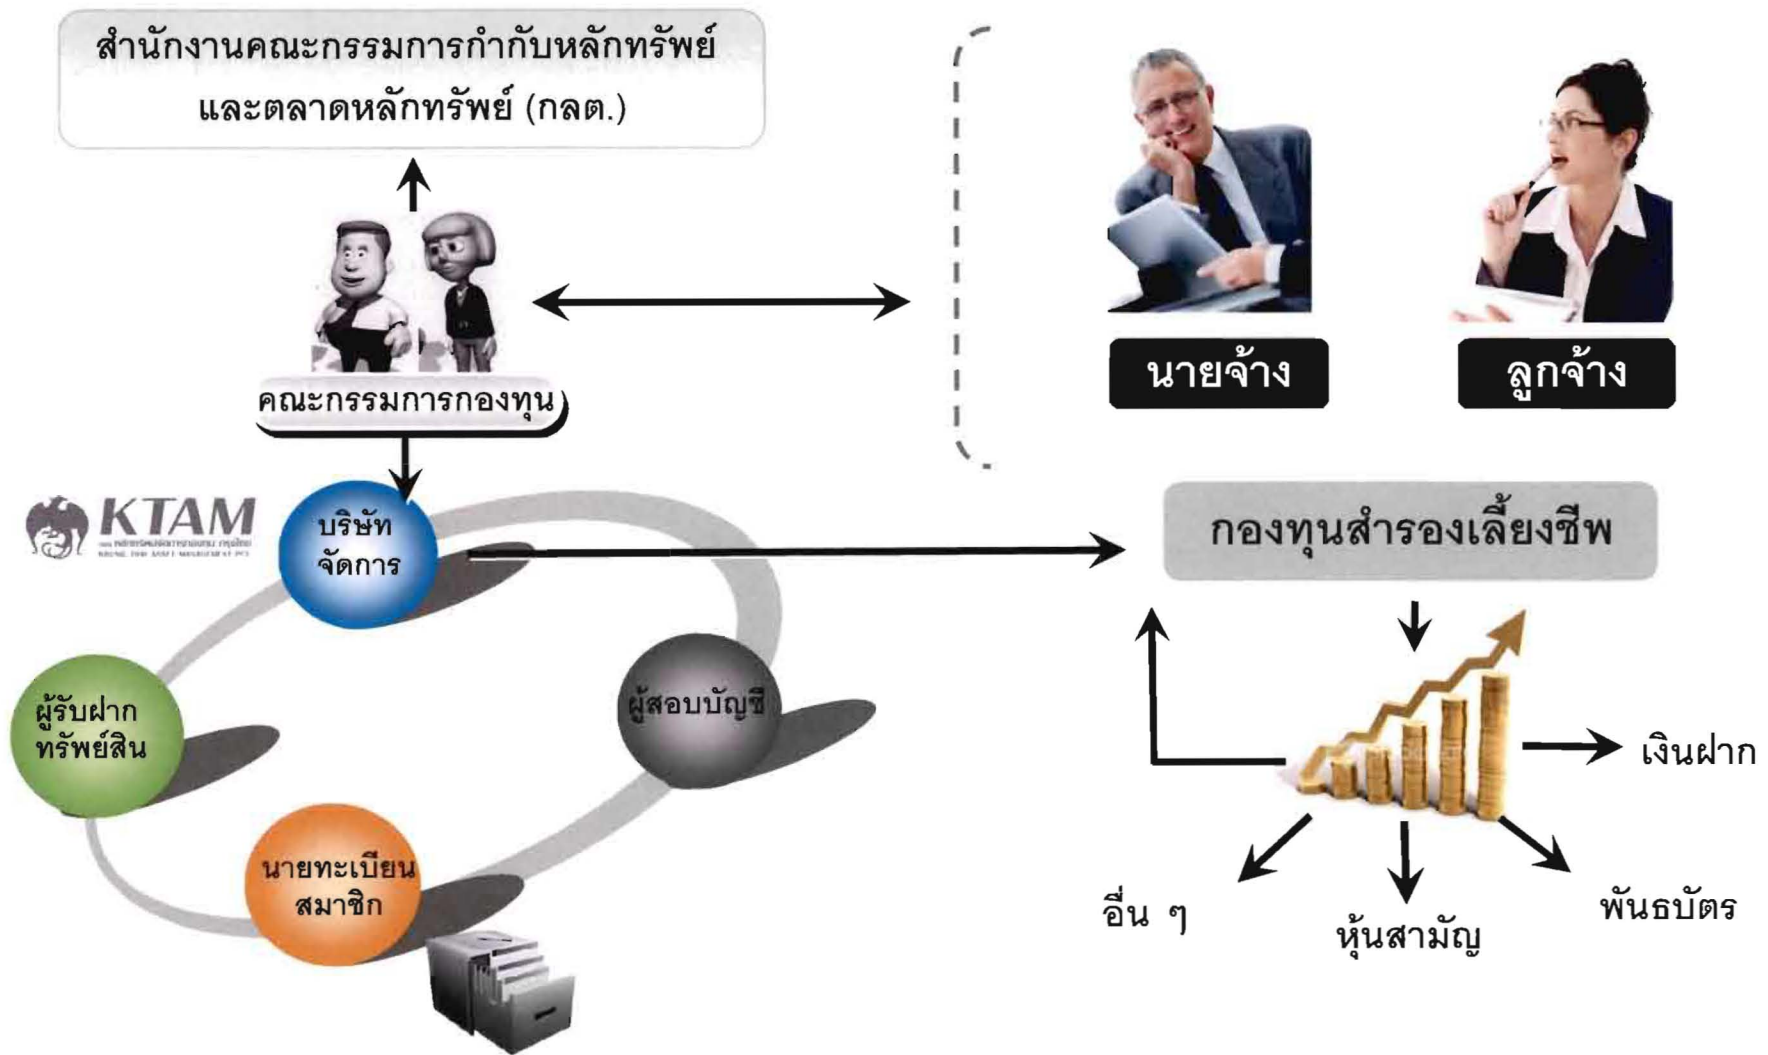 สำนักงานคณะกรรมการกำกับหลักทรัพย์
และตลาดหลักทรัพย์ (กลต.)
นายจ้าง
ลูกจ้าง
คณะกรรมการกองทุน
KTAM
บริษัท
จัดการ
กองทุนสำรองเลี้ยงชีพ
ผู้รับฝาก
ทรัพย์สิน
ผู้สอบบัญชี
นายทะเบียน
สมาชิก
เงินฝาก
พันธบัตร
หุ้นสามัญ
อื่น ๆ